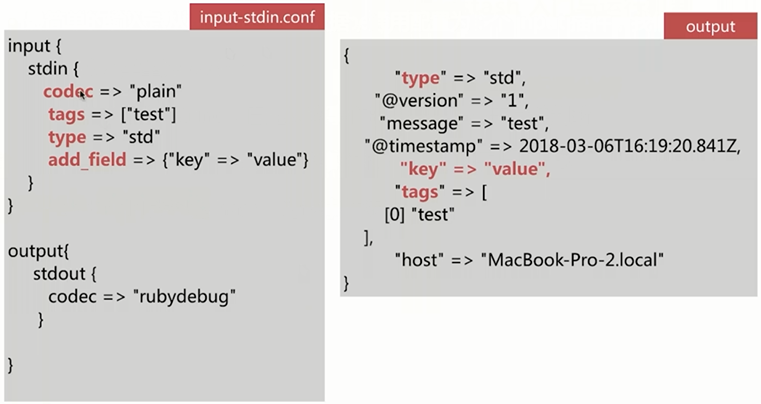 input-stdin.conf
input {
stdin {
codec => "plain"
tags => ["test"]
type => "std"
add_field => {"key" => "value"}
}
}
output{
stdout {
codec => "rubydebug"
}
}
output
{
"type" => "std",
"@version" => "1",
"message" => "test",
"@timestamp" => 2018-03-06T16:19:20.841Z,
"key" => "value",
"tags" => [
[0] "test"
],
"host" => "MacBook-Pro-2.local"
}